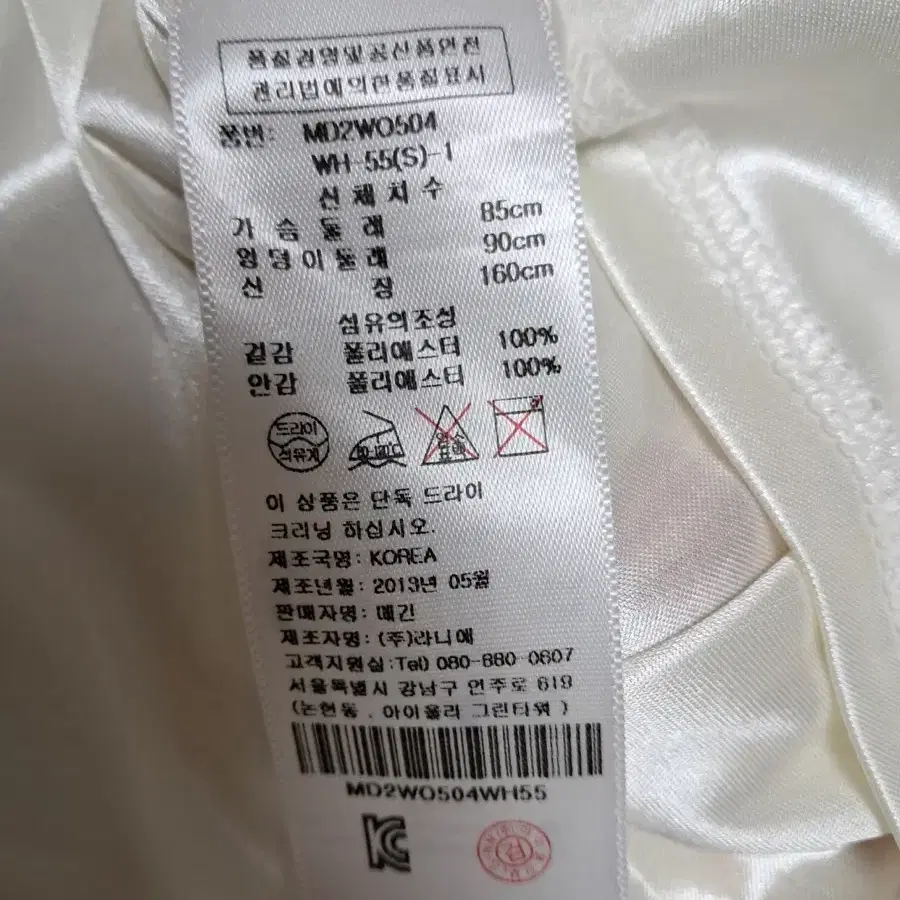 품질경영및공산품안전
관리법에의한품질표시
품번: MD2WO504
WH-55(S)-1
신체치수
가 슴 둘 레 85cm
엉 덩 이 둘 레 90cm
신 장 160cm
섬유의조성
겉감 폴리에스터 100%
안감 폴리에스터 100%
드라이
석유계
염소
표백
이 상품은 단독 드라이
크리닝 하십시오.
제조국명: KOREA
제조년월: 2013년 05월
판매자명: 떼긴
제조자명: (주)라니에
고객지원실:Tel) 080-880-0607
서울특별시 강남구 언주로 619
(논현동 , 아이올라 그린타워 )
MD2WO504WH55
KC